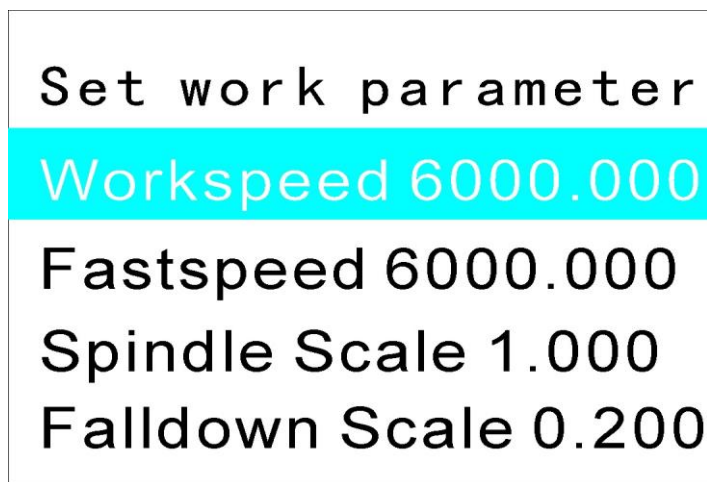 Set work parameter
Workspeed 6000.000
Fastspeed 6000.000
Spindle Scale 1.000
Falldown Scale 0.200